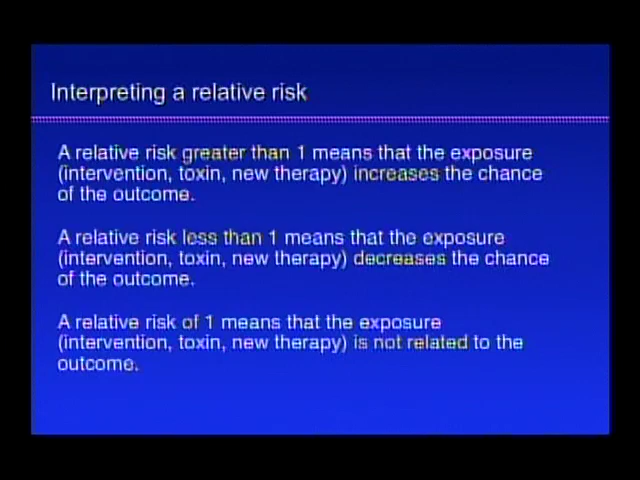 Interpreting a relative risk
A relative risk greater than 1 means that the exposure
(intervention, toxin, new therapy) increases the chance
of the outcome.
A relative risk less than 1 means that the exposure
(intervention, toxin, new therapy) decreases the chance
of the outcome.
A relative risk of 1 means that the exposure
(intervention, toxin, new therapy) is not related to the
outcome.